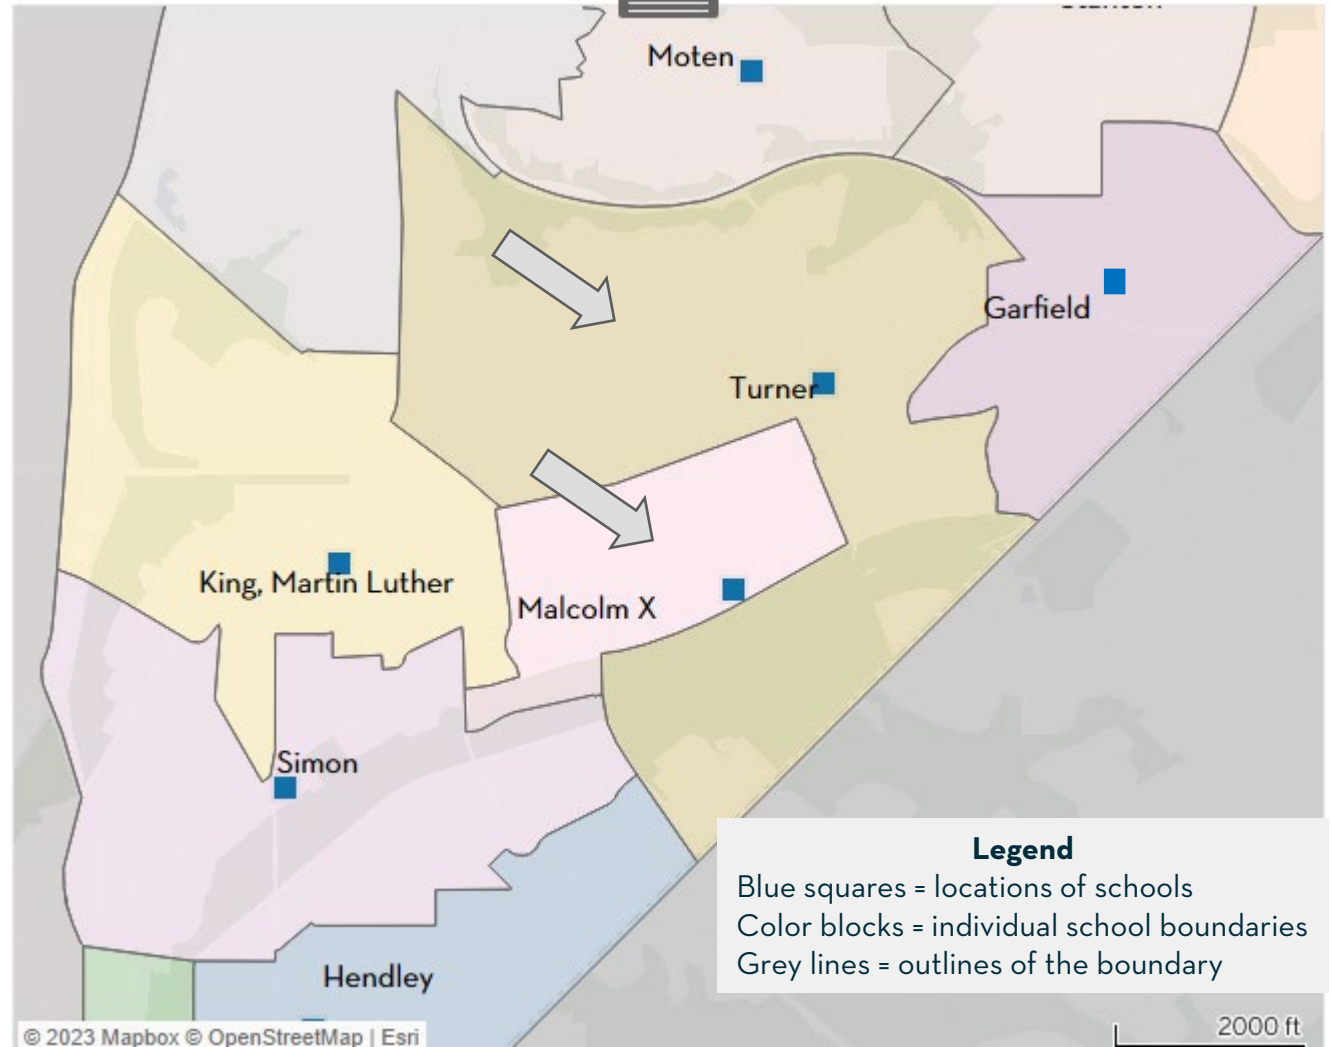 Moten
Garfield
Turner
King, Martin Luther
Malcolm X
Simon
Legend
Blue squares = locations of schools
Color blocks = individual school boundaries
Grey lines = outlines of the boundary
Hendley
2000 ft
© 2023 Mapbox © OpenStreetMap | Esri